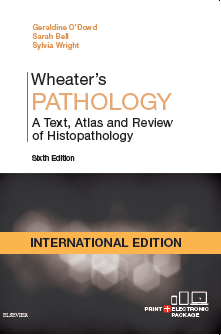 Geraldine O'Dowd
Sarah Bell
Sylvia Wright
Wheater's
PATHOLOGY
A Text, Atlas and Review
of Histopathology
Sixth Edition
INTERNATIONAL EDITION
ELSEVIER
PRINT + ELECTRONIC
PACKAGE